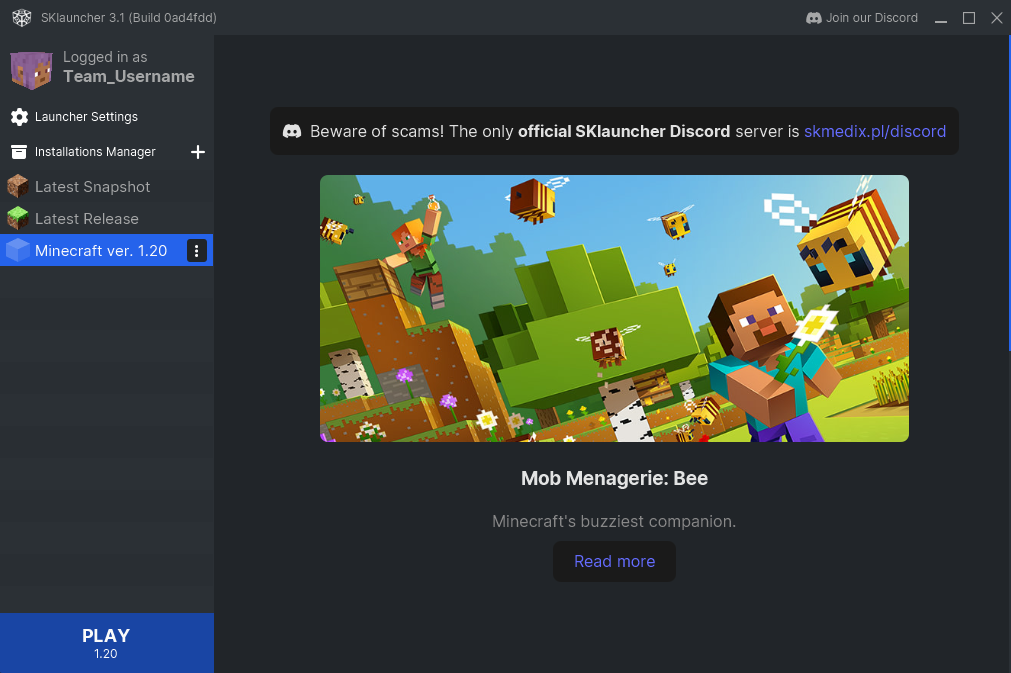 SKlauncher 3.1 (Build 0ad4fdd)
Join our Discord
Logged in as
Team_Username
Launcher Settings
Installations Manager
Latest Snapshot
Latest Release
Minecraft ver. 1.20
PLAY
1.20
Beware of scams! The only official SKlauncher Discord server is skmedix.pl/discord
Mob Menagerie: Bee
Minecraft's buzziest companion.
Read more